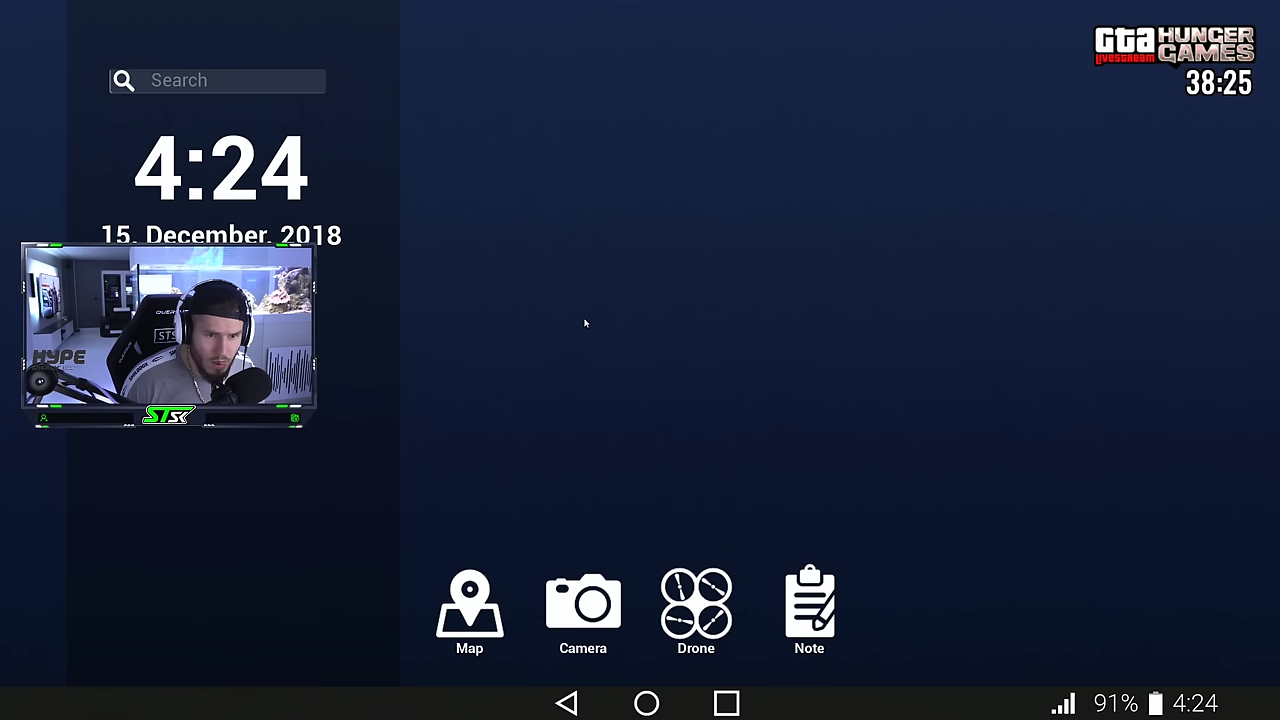 Search
4:24
15. December. 2018
GTA HUNGER GAMES
LIVESTREAM
38:25
HYPE
STS
STSK
Map
Camera
Drone
Note
91%
4:24